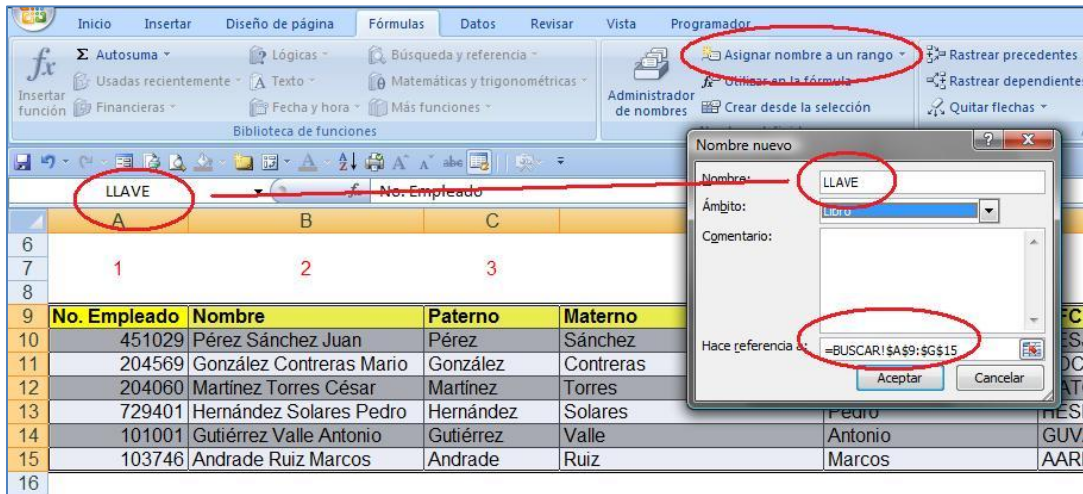 Inicio Insertar Diseño de página Fórmulas Datos Revisar Vista Programador
Σ Autosuma Lógicas Búsqueda y referencia Asignar nombre a un rango Rastrear precedentes
fx Usadas recientemente Texto Matemáticas y trigonométricas Utilizar en la fórmula Rastrear dependientes
Insertar función Financieras Fecha y hora Más funciones Administrador de nombres Crear desde la selección Quitar flechas
Biblioteca de funciones
Nombre nuevo
LLAVE fx No. Empleado
Nombre: LLAVE
Ámbito: Libro
Comentario:
Hace referencia a: =BUSCAR!$A$9:$G$15
Aceptar Cancelar
A B C
6
7 1 2 3
8
9 No. Empleado Nombre Paterno Materno
10 451029 Pérez Sánchez Juan Pérez Sánchez
11 204569 González Contreras Mario González Contreras
12 204060 Martínez Torres César Martínez Torres
13 729401 Hernández Solares Pedro Hernández Solares Pedro
14 101001 Gutiérrez Valle Antonio Gutiérrez Valle Antonio GUV
15 103746 Andrade Ruiz Marcos Andrade Ruiz Marcos AAR
16